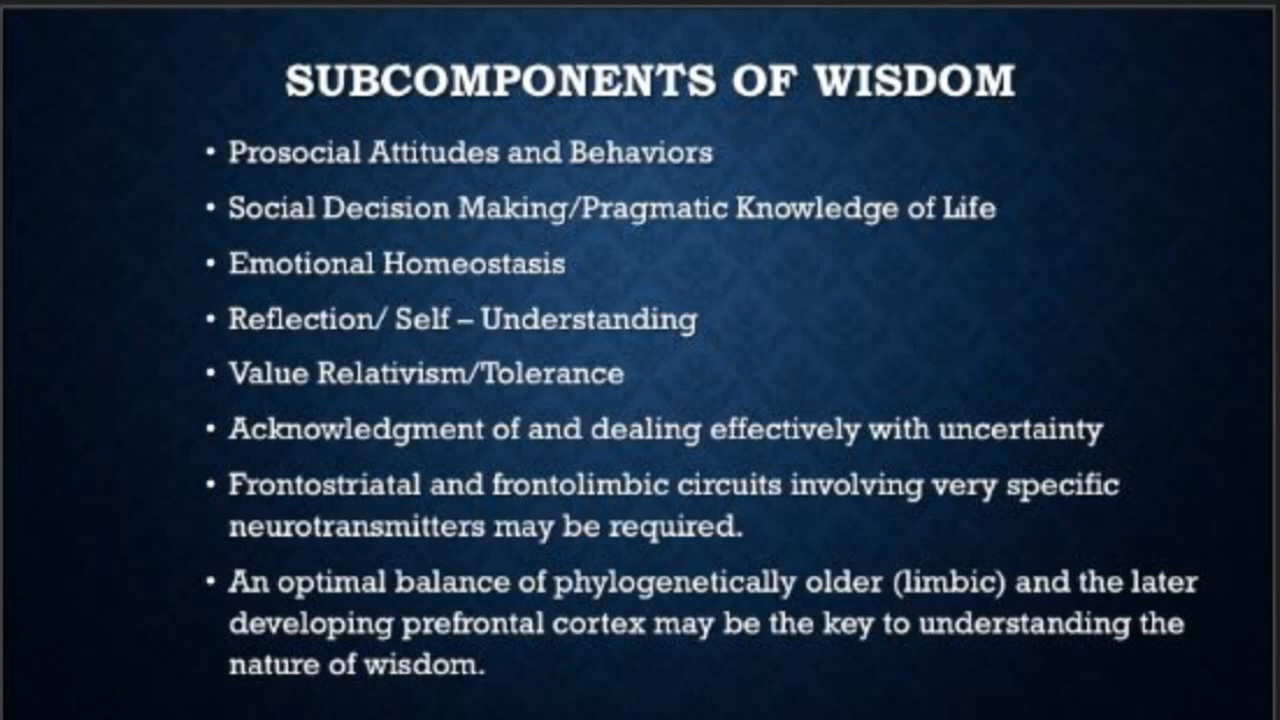 SUBCOMPONENTS OF WISDOM
• Prosocial Attitudes and Behaviors
• Social Decision Making/Pragmatic Knowledge of Life
• Emotional Homeostasis
• Reflection/ Self – Understanding
• Value Relativism/Tolerance
• Acknowledgment of and dealing effectively with uncertainty
• Frontostriatal and frontolimbic circuits involving very specific
neurotransmitters may be required.
• An optimal balance of phylogenetically older (limbic) and the later
developing prefrontal cortex may be the key to understanding the
nature of wisdom.